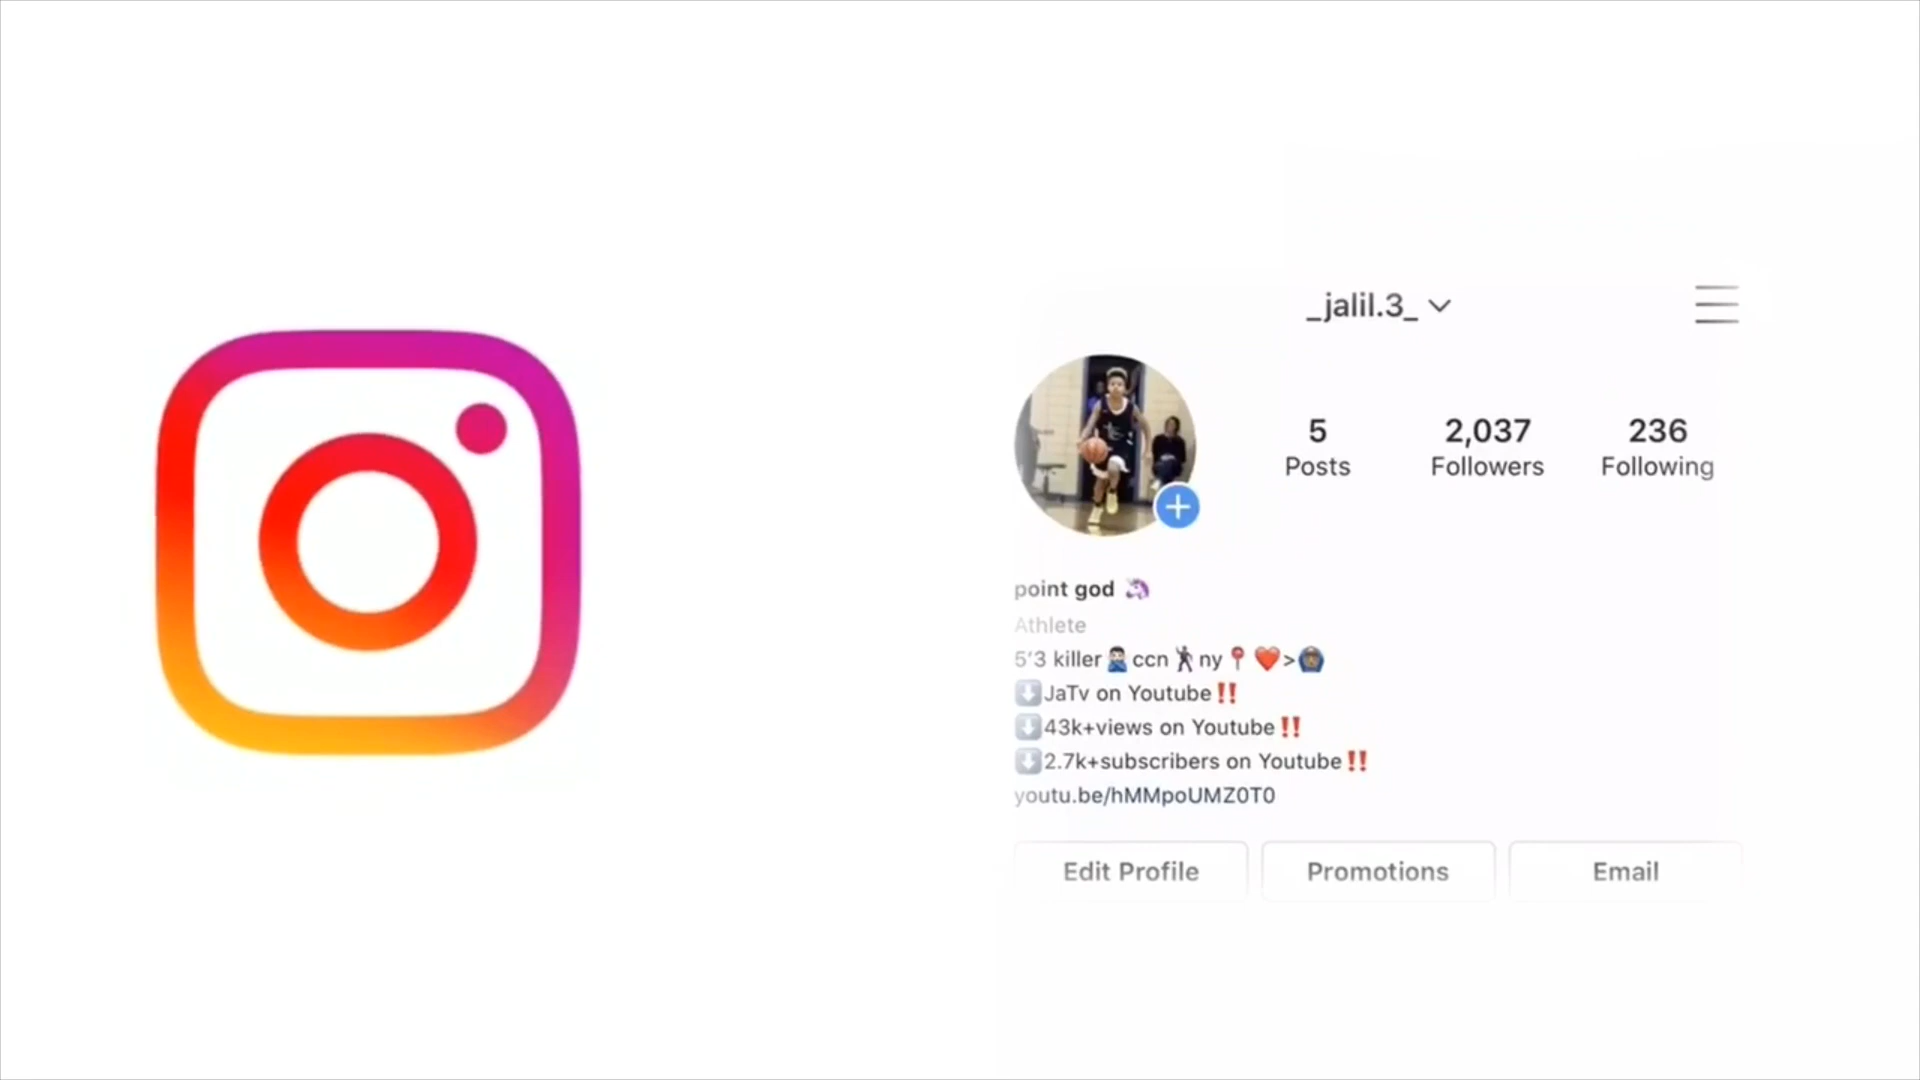 _jalil.3_
5 2,037 236
Posts Followers Following
point god 🦄
Athlete
5'3 killer🙅🏻‍♂️ccn🕺🏿ny📍❤️>🙆🏽‍♂️
⬇️JaTv on Youtube‼️
⬇️43k+views on Youtube‼️
⬇️2.7k+subscribers on Youtube‼️
youtu.be/hMMpoUMZ0T0
Edit Profile Promotions Email